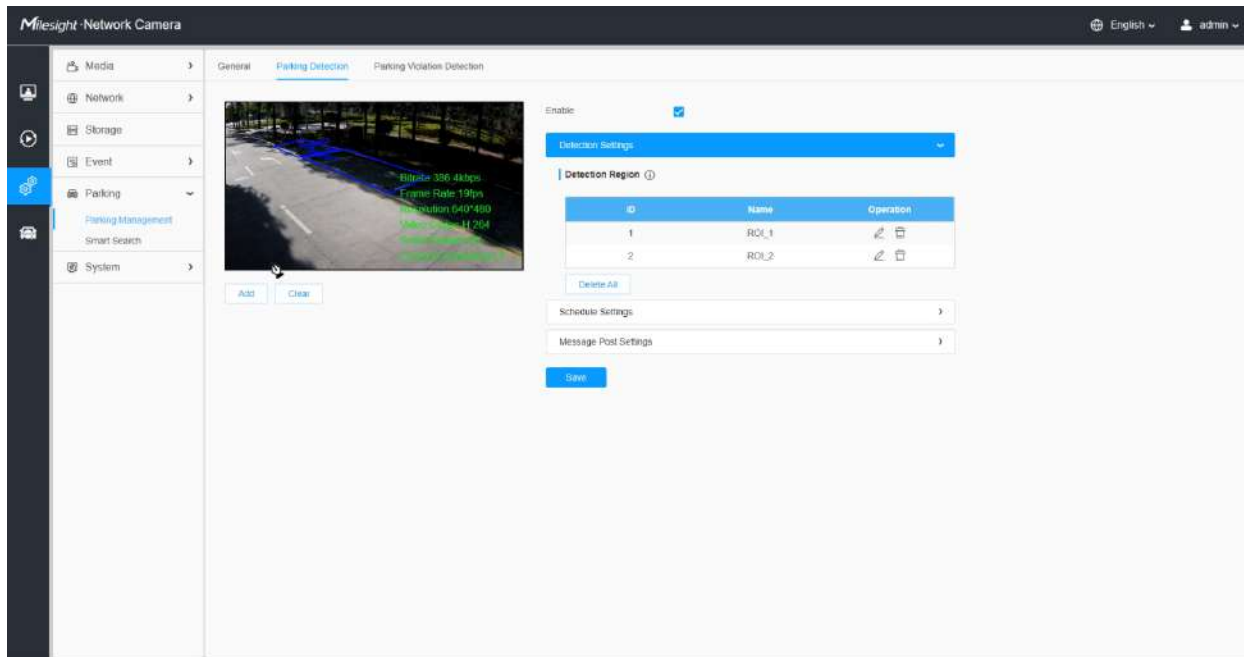 Milesight · Network Camera
English
admin
Media
Network
Storage
Event
Parking
Parking Management
Smart Search
System
General
Parking Detection
Parking Violation Detection
Bitrate 386.4kbps
Frame Rate 19fps
Resolution 640*480
H.264
Add
Clear
Enable
Detection Settings
Detection Region
ID Name Operation
1 ROI_1
2 ROI_2
Delete All
Schedule Settings
Message Post Settings
Save